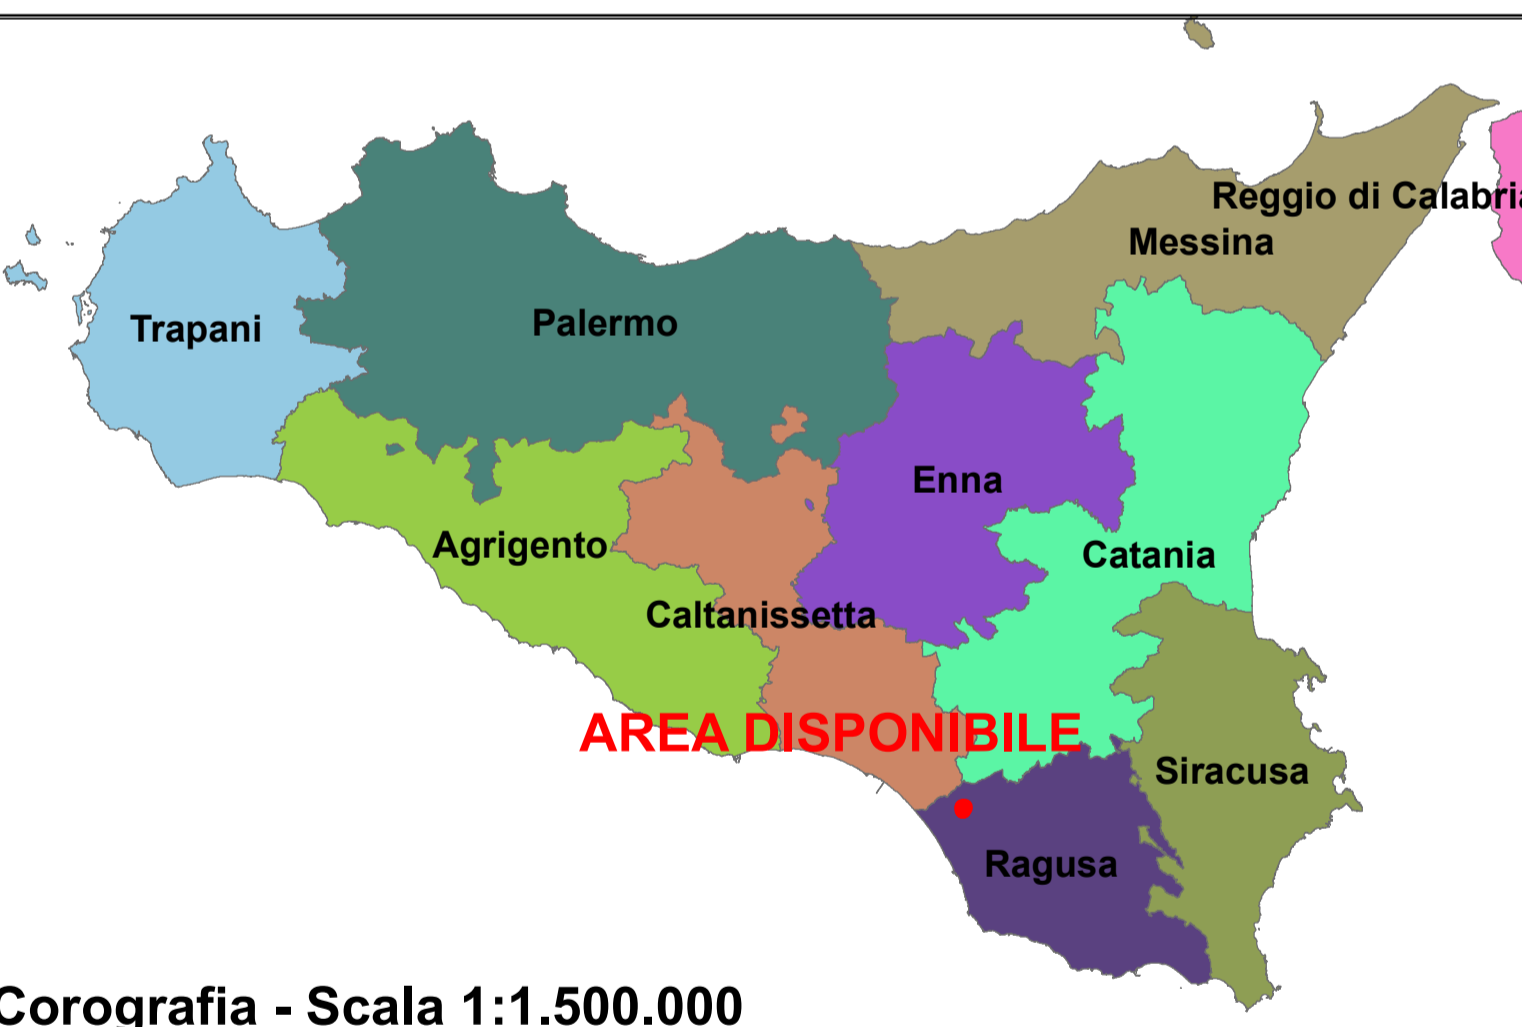 Reggio di Calabria
Messina
Trapani
Palermo
Enna
Agrigento
Catania
Caltanissetta
AREA DISPONIBILE
Siracusa
Ragusa
Corografia - Scala 1:1.500.000